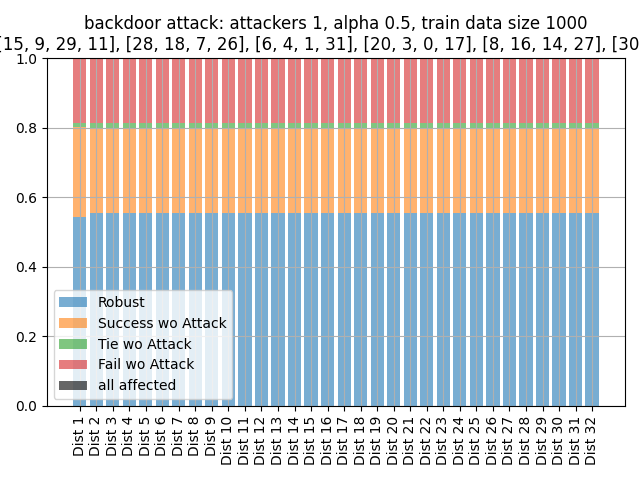 backdoor attack: attackers 1, alpha 0.5, train data size 1000
[15, 9, 29, 11], [28, 18, 7, 26], [6, 4, 1, 31], [20, 3, 0, 17], [8, 16, 14, 27], [30
1.0
0.8
0.6
0.4
0.2
0.0
Robust
Success wo Attack
Tie wo Attack
Fail wo Attack
all affected
Dist 1
Dist 2
Dist 3
Dist 4
Dist 5
Dist 6
Dist 7
Dist 8
Dist 9
Dist 10
Dist 11
Dist 12
Dist 13
Dist 14
Dist 15
Dist 16
Dist 17
Dist 18
Dist 19
Dist 20
Dist 21
Dist 22
Dist 23
Dist 24
Dist 25
Dist 26
Dist 27
Dist 28
Dist 29
Dist 30
Dist 31
Dist 32